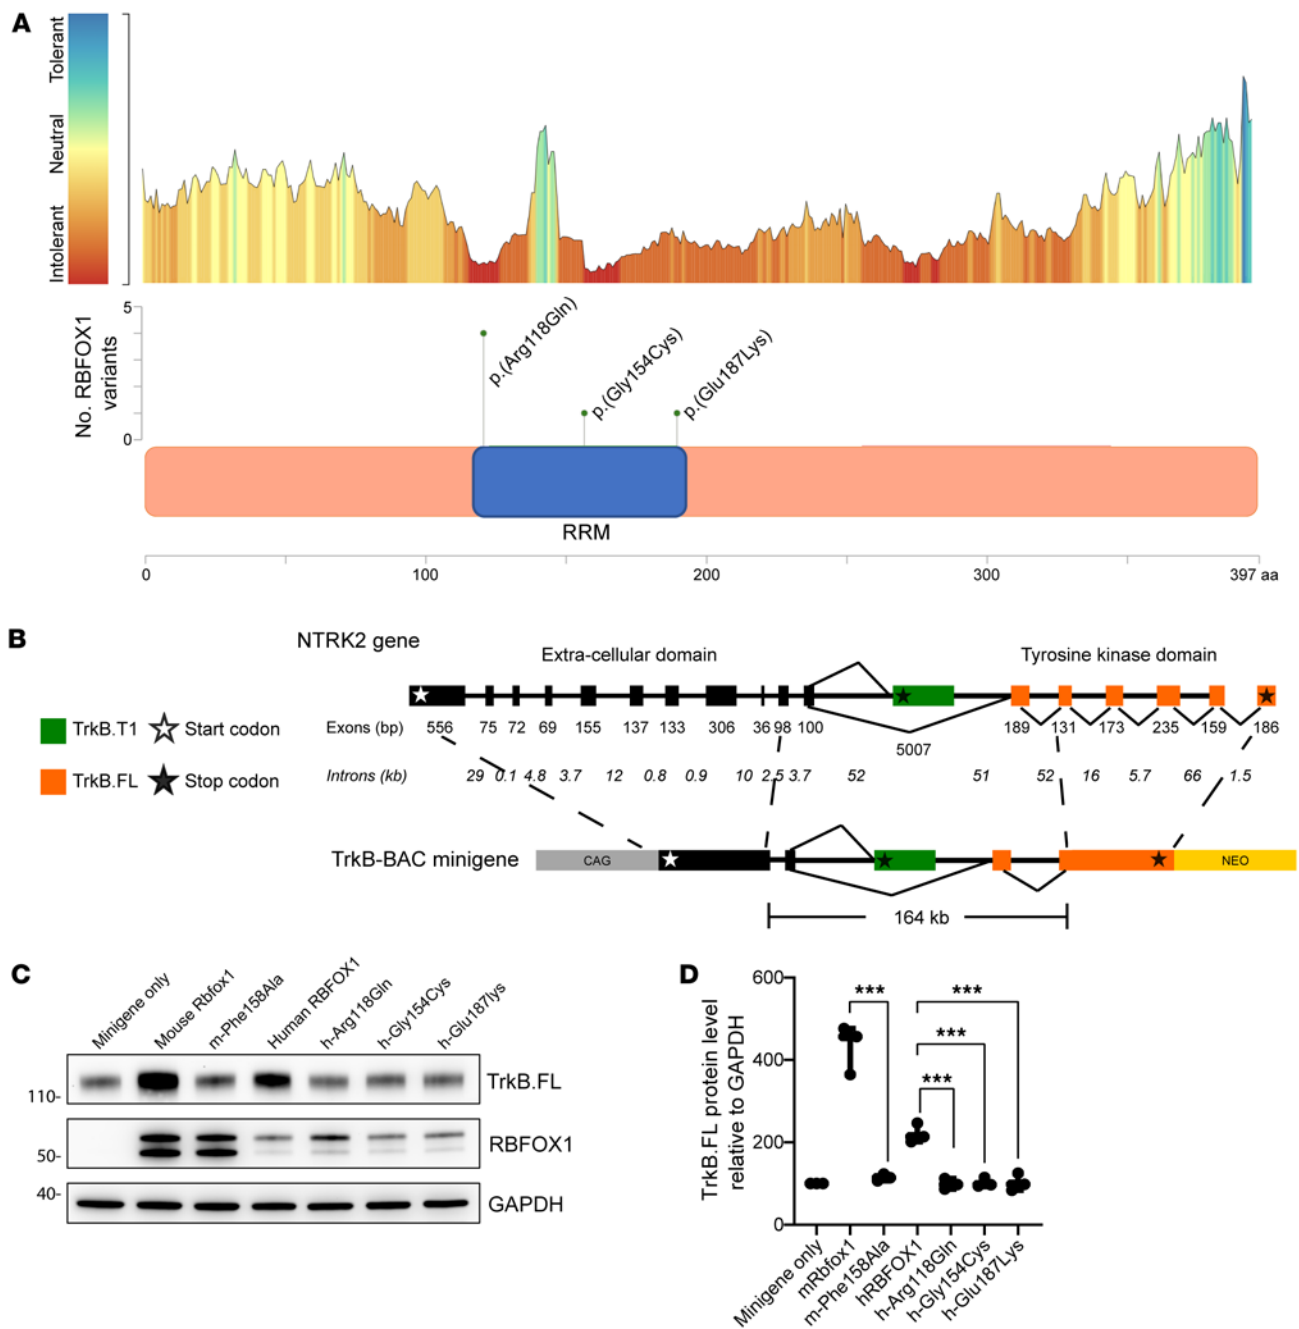 A
Tolerant
Neutral
Intolerant
No. RBFOX1
variants
5
0
p.(Arg118Gln)
p.(Gly154Cys)
p.(Glu187Lys)
RRM
0 100 200 300 397 aa
B
NTRK2 gene
Extra-cellular domain Tyrosine kinase domain
TrkB.T1 Start codon
TrkB.FL Stop codon
Exons (bp) 556 75 72 69 155 137 133 306 36 98 100 5007 189 131 173 235 159 186
Introns (kb) 29 0.1 4.8 3.7 12 0.8 0.9 10 2.5 3.7 52 51 52 16 5.7 66 1.5
TrkB-BAC minigene CAG NEO
164 kb
C
Minigene only
Mouse Rbfox1
m-Phe158Ala
Human RBFOX1
h-Arg118Gln
h-Gly154Cys
h-Glu187lys
110- TrkB.FL
50- RBFOX1
40- GAPDH
D
TrkB.FL protein level
relative to GAPDH
600
400
200
0
*** ***
***
***
Minigene only
mRbfox1
m-Phe158Ala
hRBFOX1
h-Arg118Gln
h-Gly154Cys
h-Glu187Lys